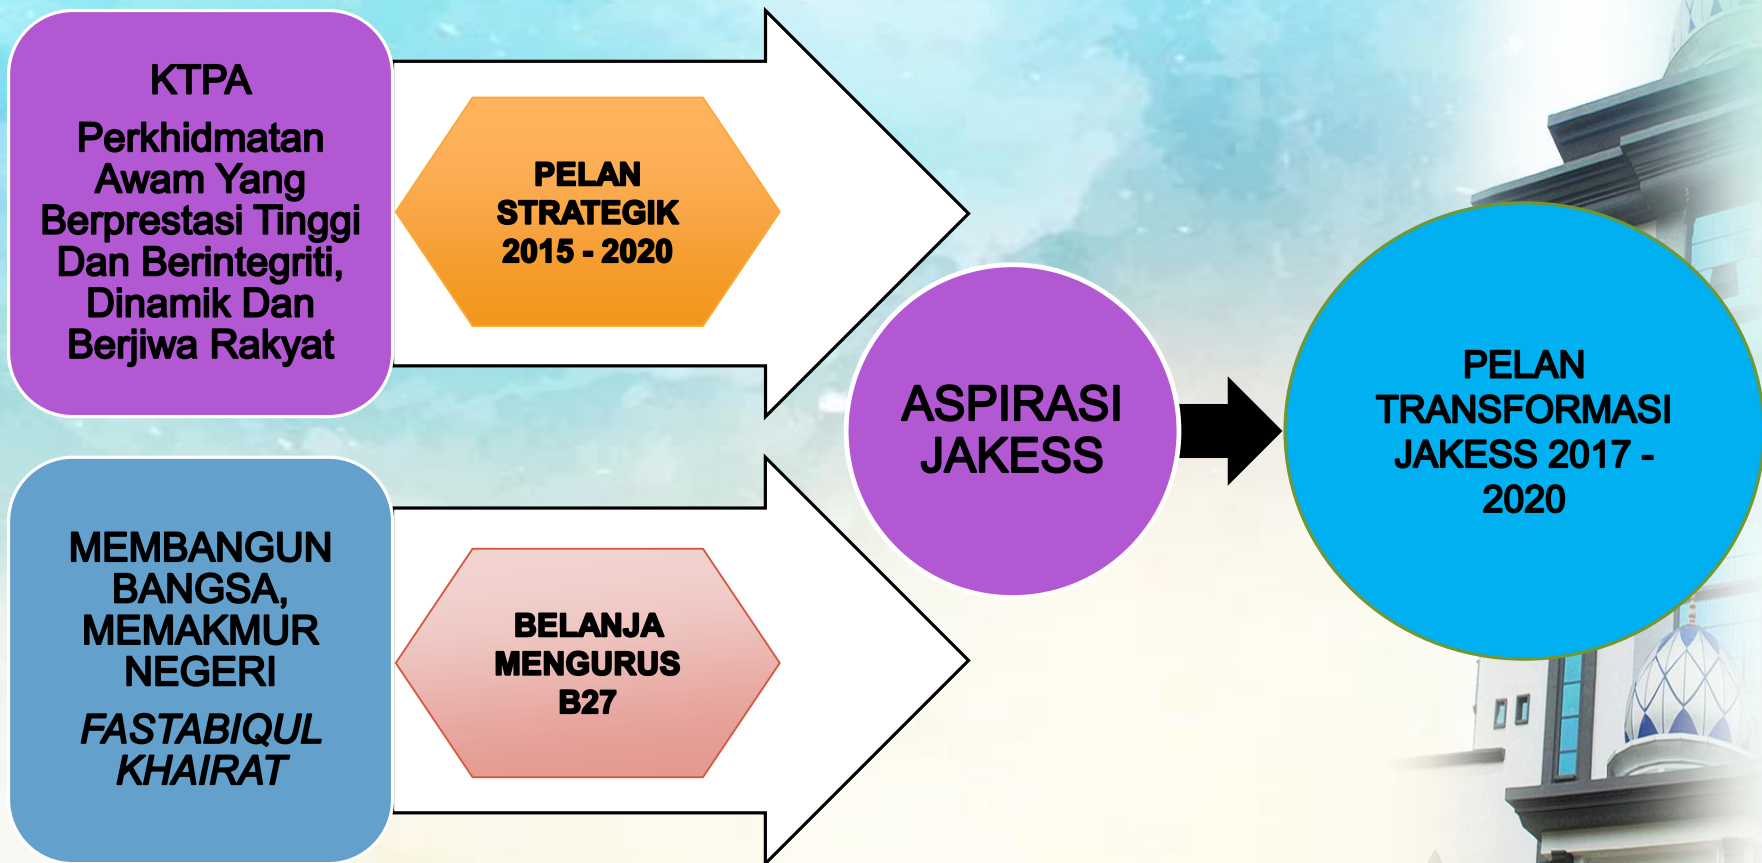 KTPA
Perkhidmatan
Awam Yang
Berprestasi Tinggi
Dan Berintegriti,
Dinamik Dan
Berjiwa Rakyat
PELAN
STRATEGIK
2015 - 2020
MEMBANGUN
BANGSA,
MEMAKMUR
NEGERI
FASTABIQUL
KHAIRAT
BELANJA
MENGURUS
B27
ASPIRASI
JAKESS
PELAN
TRANSFORMASI
JAKESS 2017 -
2020